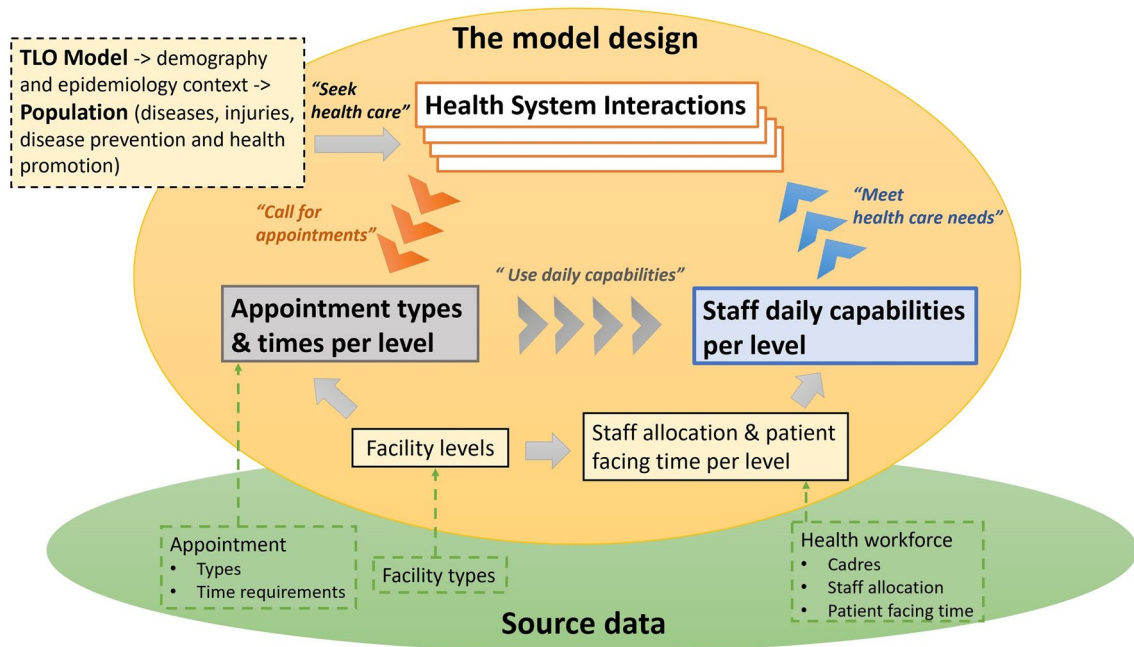 The model design
TLO Model -> demography
and epidemiology context ->
Population (diseases, injuries,
disease prevention and health
promotion)
“Seek
health care”
Health System Interactions
“Call for
appointments”
“Meet
health care needs”
“ Use daily capabilities”
Appointment types
& times per level
Staff daily capabilities
per level
Facility levels
Staff allocation & patient
facing time per level
Appointment
• Types
• Time requirements
Facility types
Health workforce
• Cadres
• Staff allocation
• Patient facing time
Source data